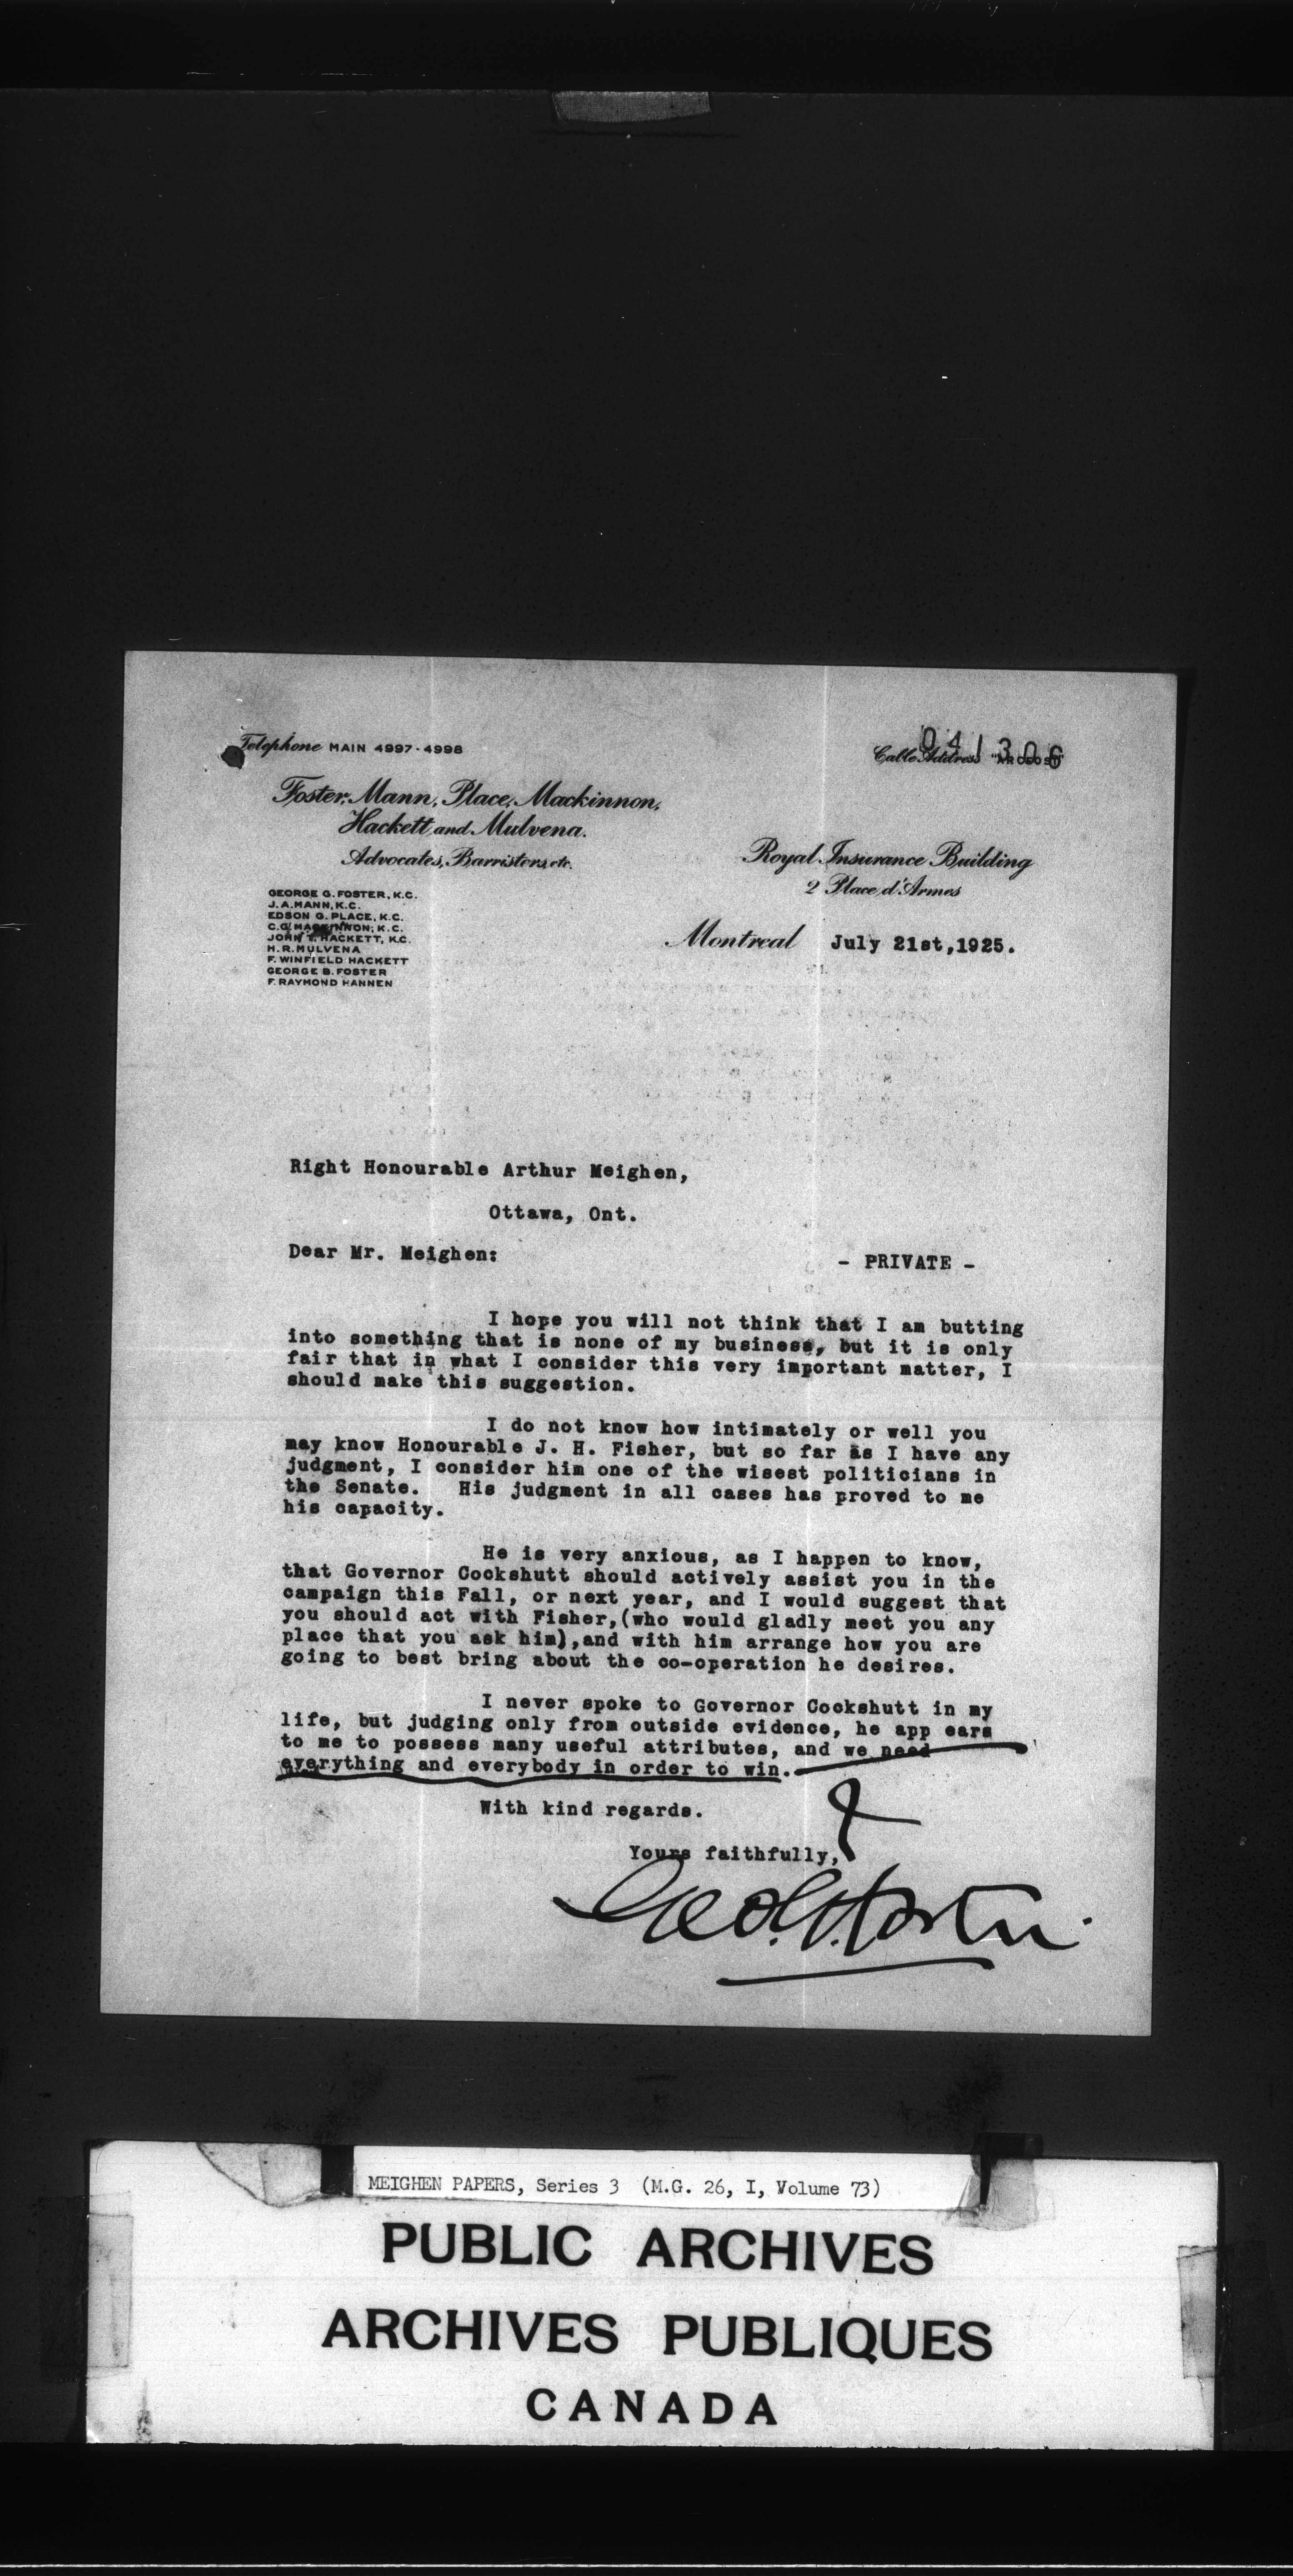 Telephone MAIN 4997-4998
041306
Cable Address
Foster, Mann, Place, Mackinnon,
Hackett and Mulvena.
Advocates, Barristers, etc.
Royal Insurance Building
2 Place d'Armes
GEORGE G. FOSTER, K.C.
J. A. MANN, K.C.
EDSON G. PLACE, K.C.
C. G. MACKINNON, K.C.
JOHN T. HACKETT, K.C.
H. R. MULVENA
F. WINFIELD HACKETT
GEORGE B. FOSTER
F. RAYMOND HANNEN
Montreal July 21st,1925.
Right Honourable Arthur Meighen,
Ottawa, Ont.
Dear Mr. Meighen:
- PRIVATE -
I hope you will not think that I am butting
into something that is none of my business, but it is only
fair that in what I consider this very important matter, I
should make this suggestion.
I do not know how intimately or well you
may know Honourable J. H. Fisher, but so far as I have any
judgment, I consider him one of the wisest politicians in
the Senate. His judgment in all cases has proved to me
his capacity.
He is very anxious, as I happen to know,
that Governor Cockshutt should actively assist you in the
campaign this Fall, or next year, and I would suggest that
you should act with Fisher,(who would gladly meet you any
place that you ask him),and with him arrange how you are
going to best bring about the co-operation he desires.
I never spoke to Governor Cockshutt in my
life, but judging only from outside evidence, he app ears
to me to possess many useful attributes, and we need
everything and everybody in order to win.
With kind regards.
Yours faithfully,
Geo. G. Foster.
MEIGHEN PAPERS, Series 3 (M.G. 26, I, Volume 73)
PUBLIC ARCHIVES
ARCHIVES PUBLIQUES
CANADA